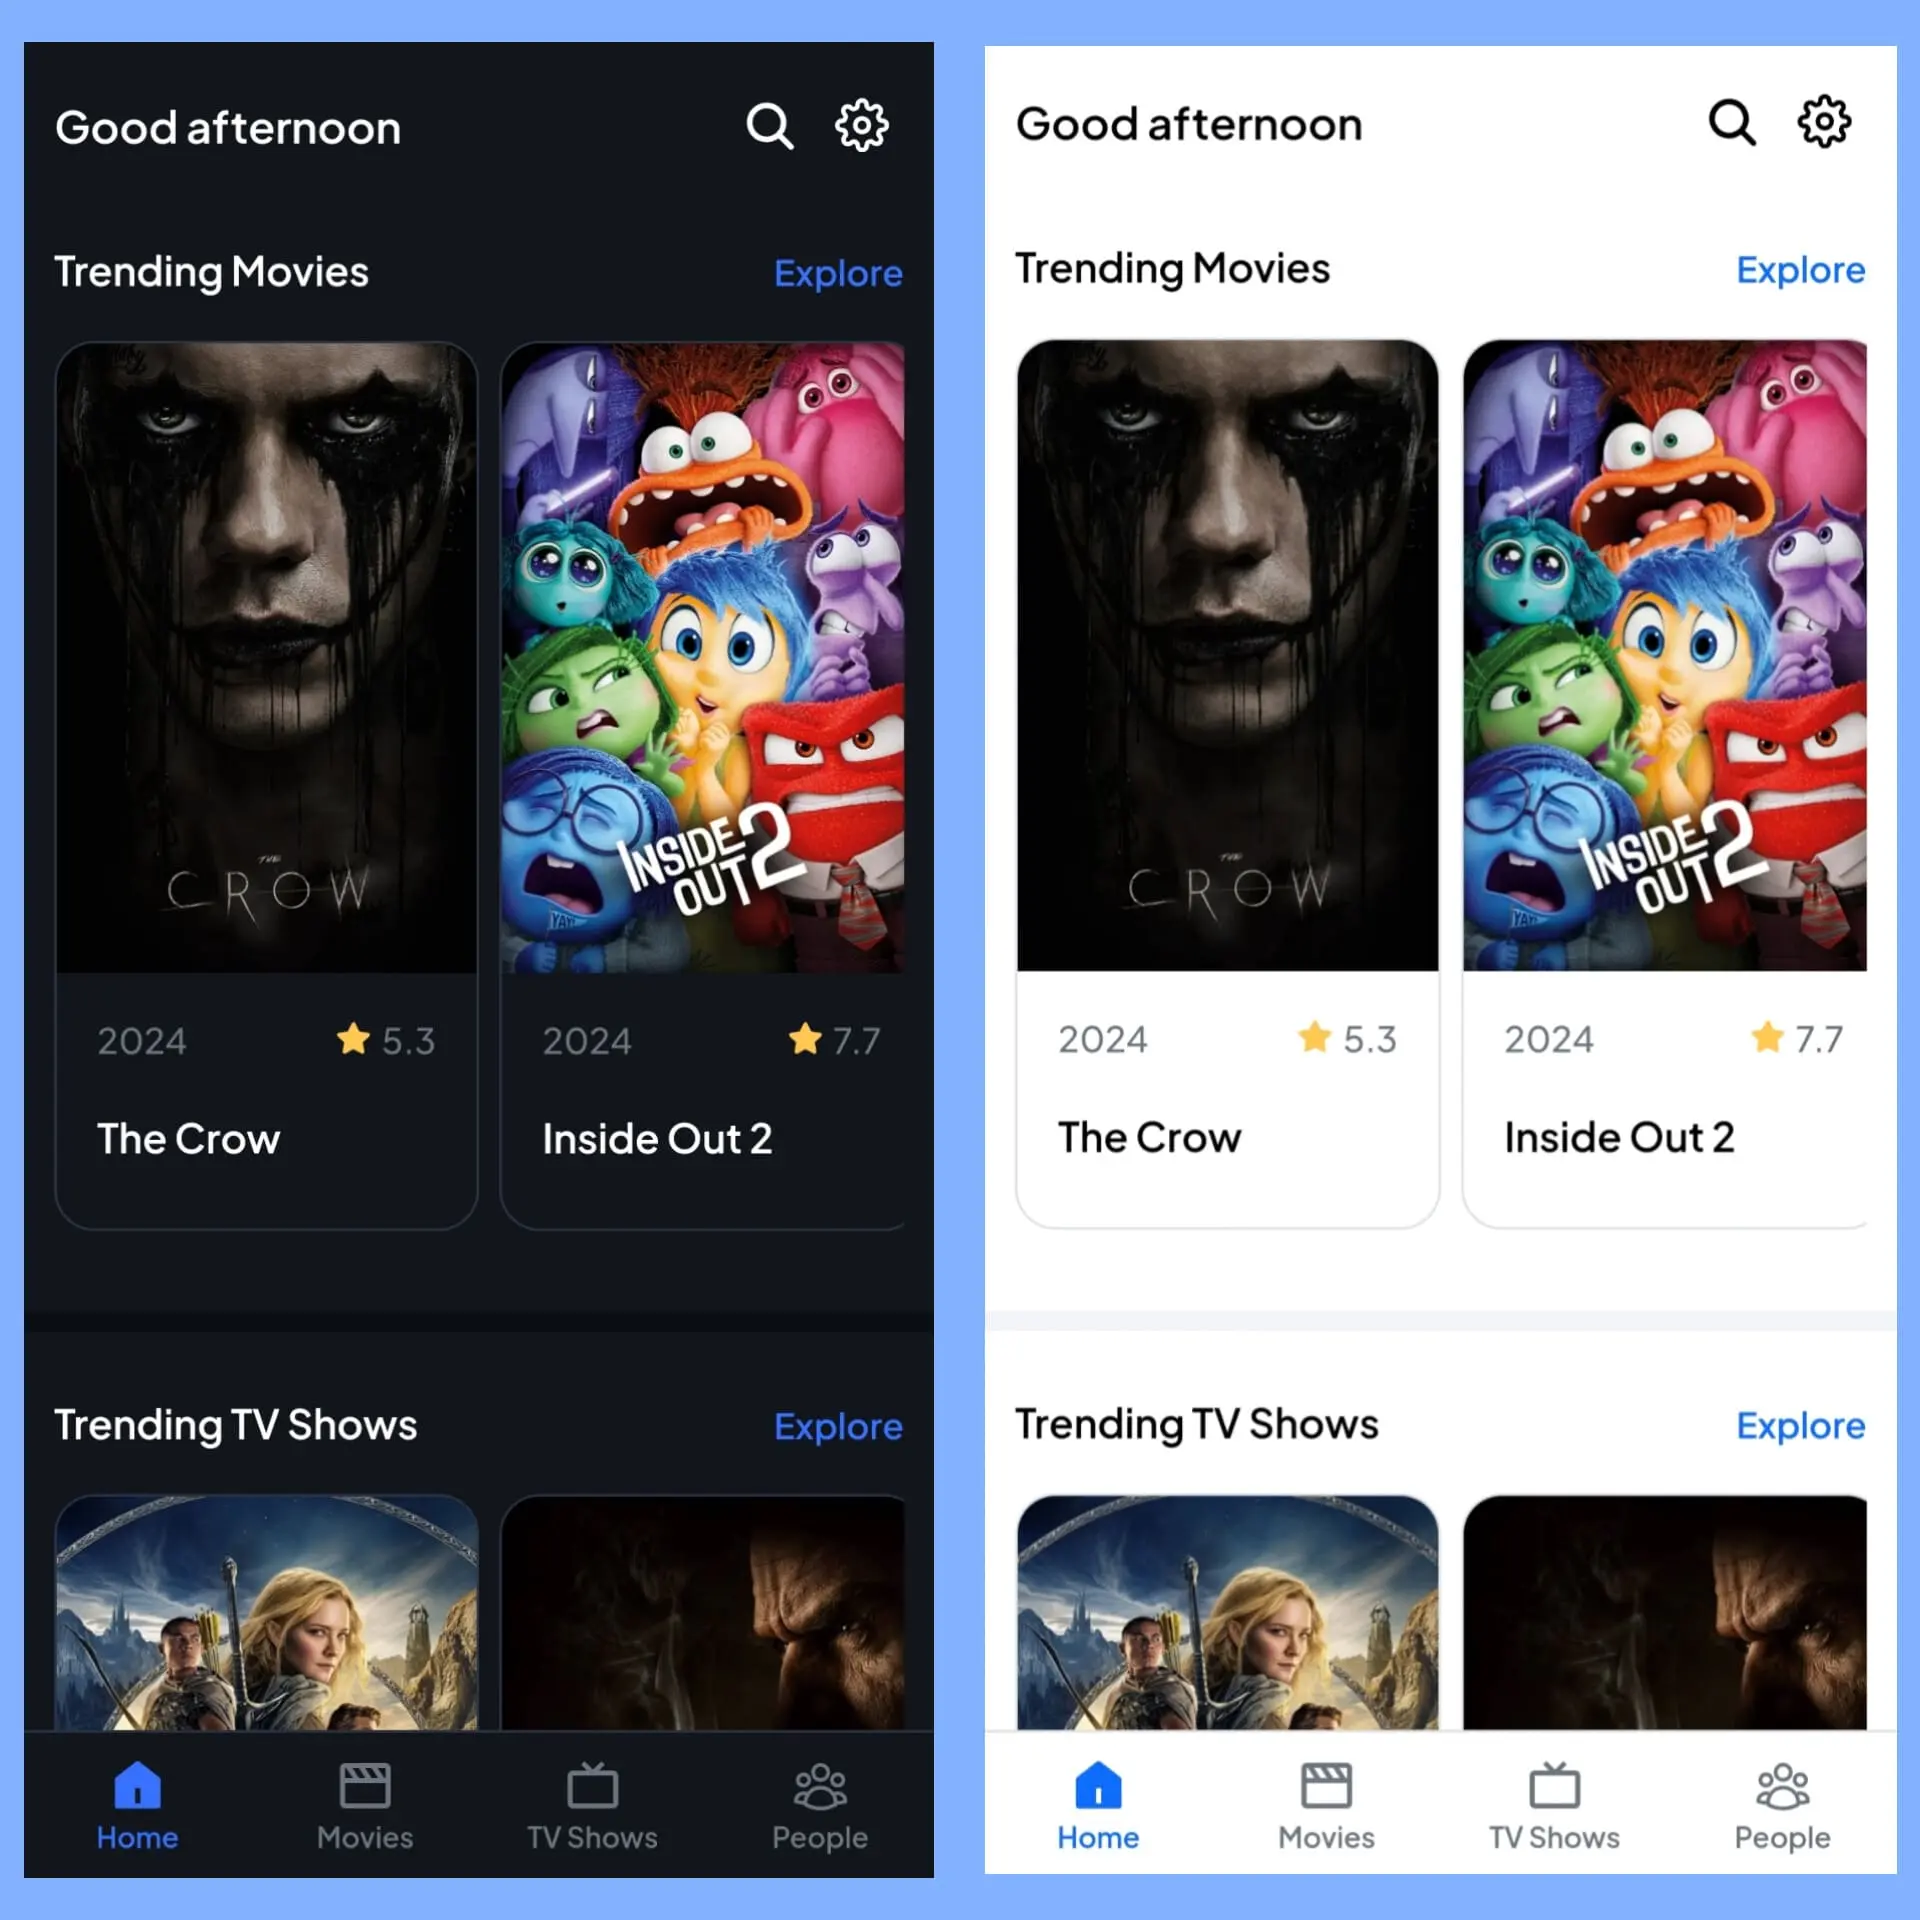 Good afternoon
Trending Movies
Explore
THE
CROW
INSIDE
OUT 2
YAY!
2024
5.3
2024
7.7
The Crow
Inside Out 2
Trending TV Shows
Explore
Home
Movies
TV Shows
People
Good afternoon
Trending Movies
Explore
THE
CROW
INSIDE
OUT 2
YAY!
2024
5.3
2024
7.7
The Crow
Inside Out 2
Trending TV Shows
Explore
Home
Movies
TV Shows
People